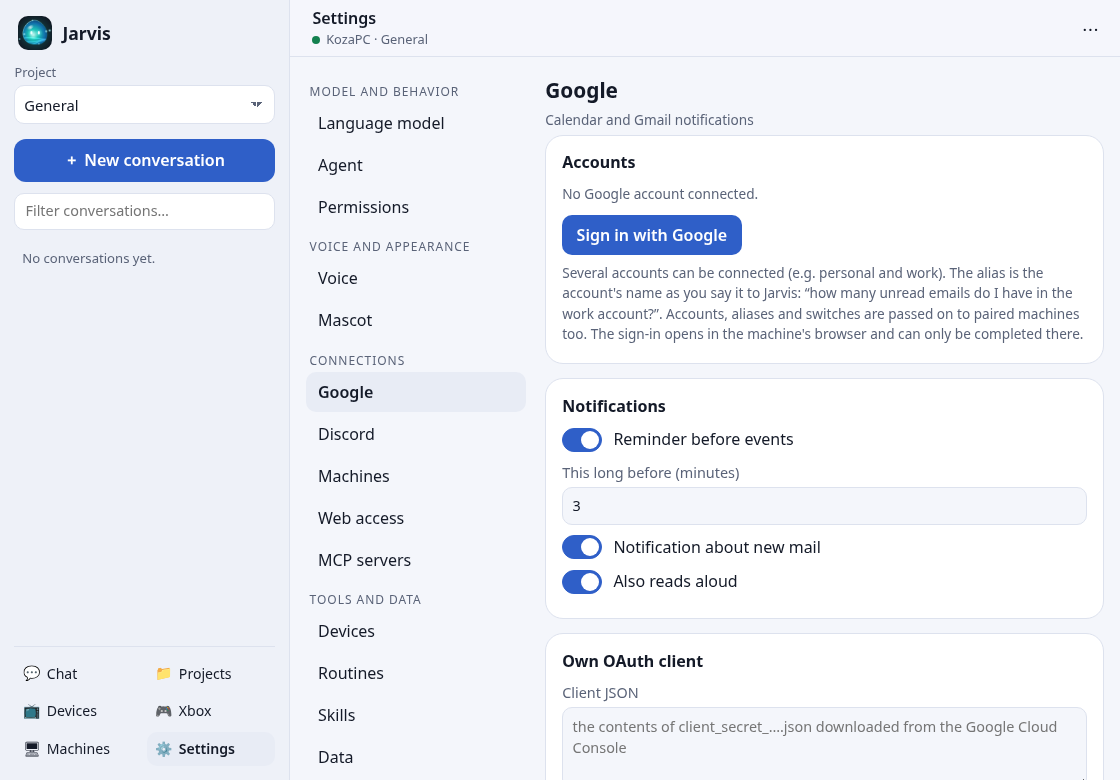 Jarvis
Project
General
+ New conversation
Filter conversations...
No conversations yet.
💬 Chat
📁 Projects
📺 Devices
🎮 Xbox
🖥️ Machines
⚙️ Settings
Settings
KozaPC · General
...
MODEL AND BEHAVIOR
Language model
Agent
Permissions
VOICE AND APPEARANCE
Voice
Mascot
CONNECTIONS
Google
Discord
Machines
Web access
MCP servers
TOOLS AND DATA
Devices
Routines
Skills
Data
Google
Calendar and Gmail notifications
Accounts
No Google account connected.
Sign in with Google
Several accounts can be connected (e.g. personal and work). The alias is the
account's name as you say it to Jarvis: “how many unread emails do I have in the
work account?”. Accounts, aliases and switches are passed on to paired machines
too. The sign-in opens in the machine's browser and can only be completed there.
Notifications
Reminder before events
This long before (minutes)
3
Notification about new mail
Also reads aloud
Own OAuth client
Client JSON
the contents of client_secret_....json downloaded from the Google Cloud
Console